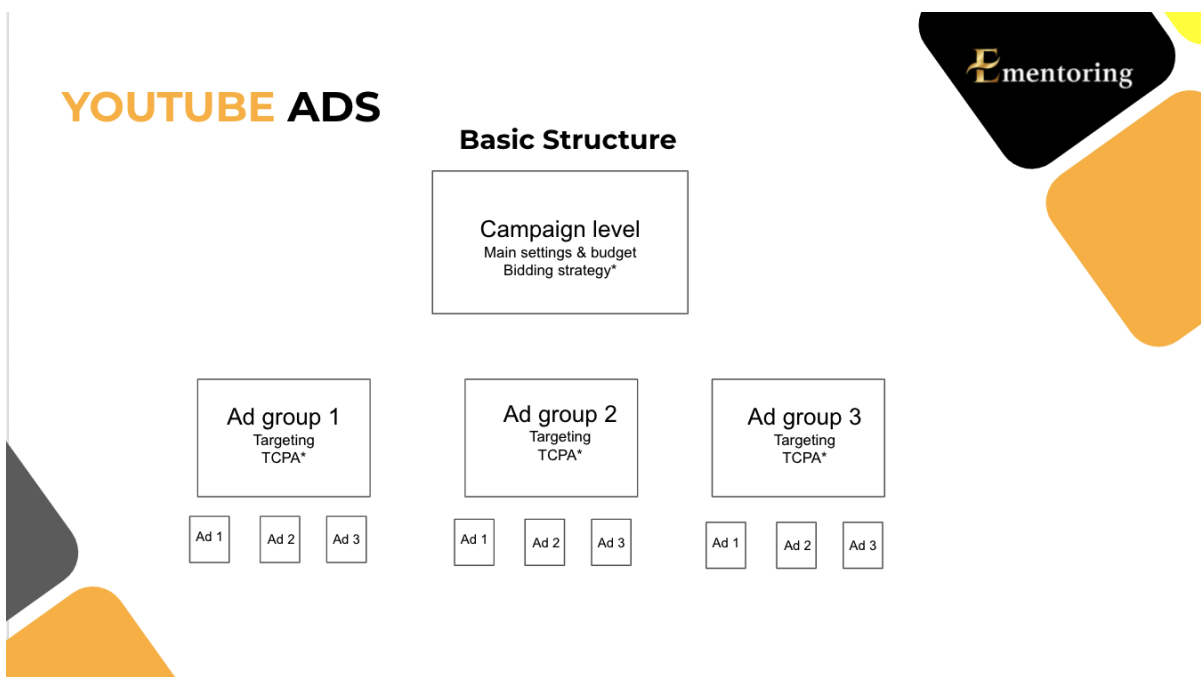 Ementoring
YOUTUBE ADS
Basic Structure
Campaign level
Main settings & budget
Bidding strategy*
Ad group 1
Targeting
TCPA*
Ad group 2
Targeting
TCPA*
Ad group 3
Targeting
TCPA*
Ad 1
Ad 2
Ad 3
Ad 1
Ad 2
Ad 3
Ad 1
Ad 2
Ad 3